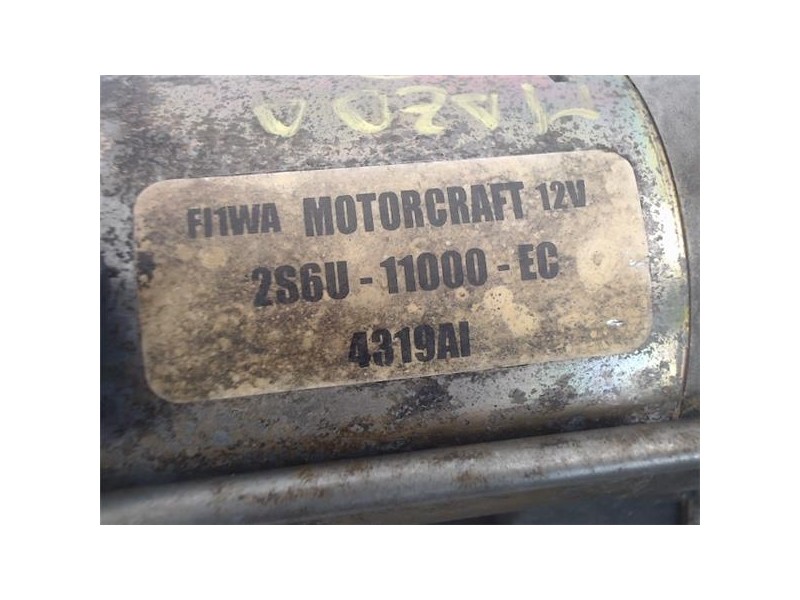 FI1WA MOTORCRAFT 12V
2S6U - 11000 - EC
4319AI